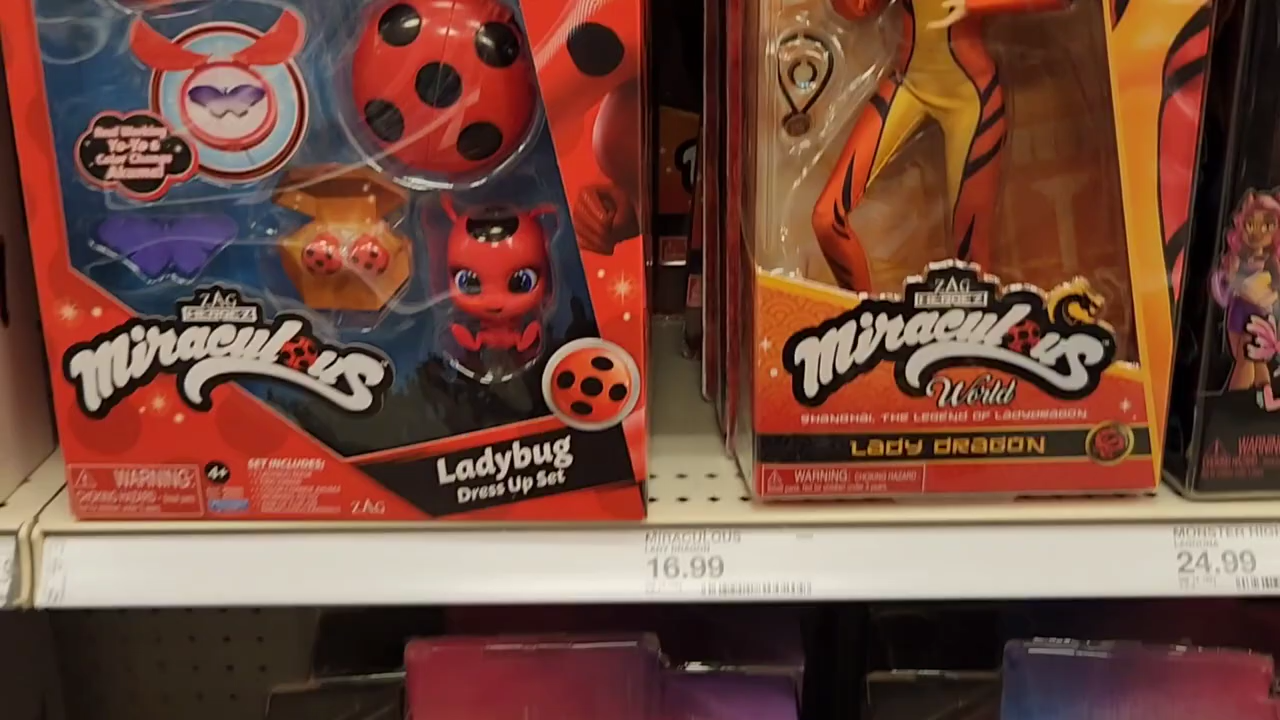 Real Working
Yo-Yo &
Color Change
Akuma!
ZAG
HEROEZ
Miraculous
WARNING:
CHOKING HAZARD
4+
SET INCLUDES:
ZAG
Ladybug
Dress Up Set
ZAG
HEROEZ
Miraculous
World
SHANGHAI, THE LEGEND OF LADYDRAGON
LADY DRAGON
WARNING: CHOKING HAZARD
MIRACULOUS
LADY DRAGON
16.99
MONSTER HIGH
24.99